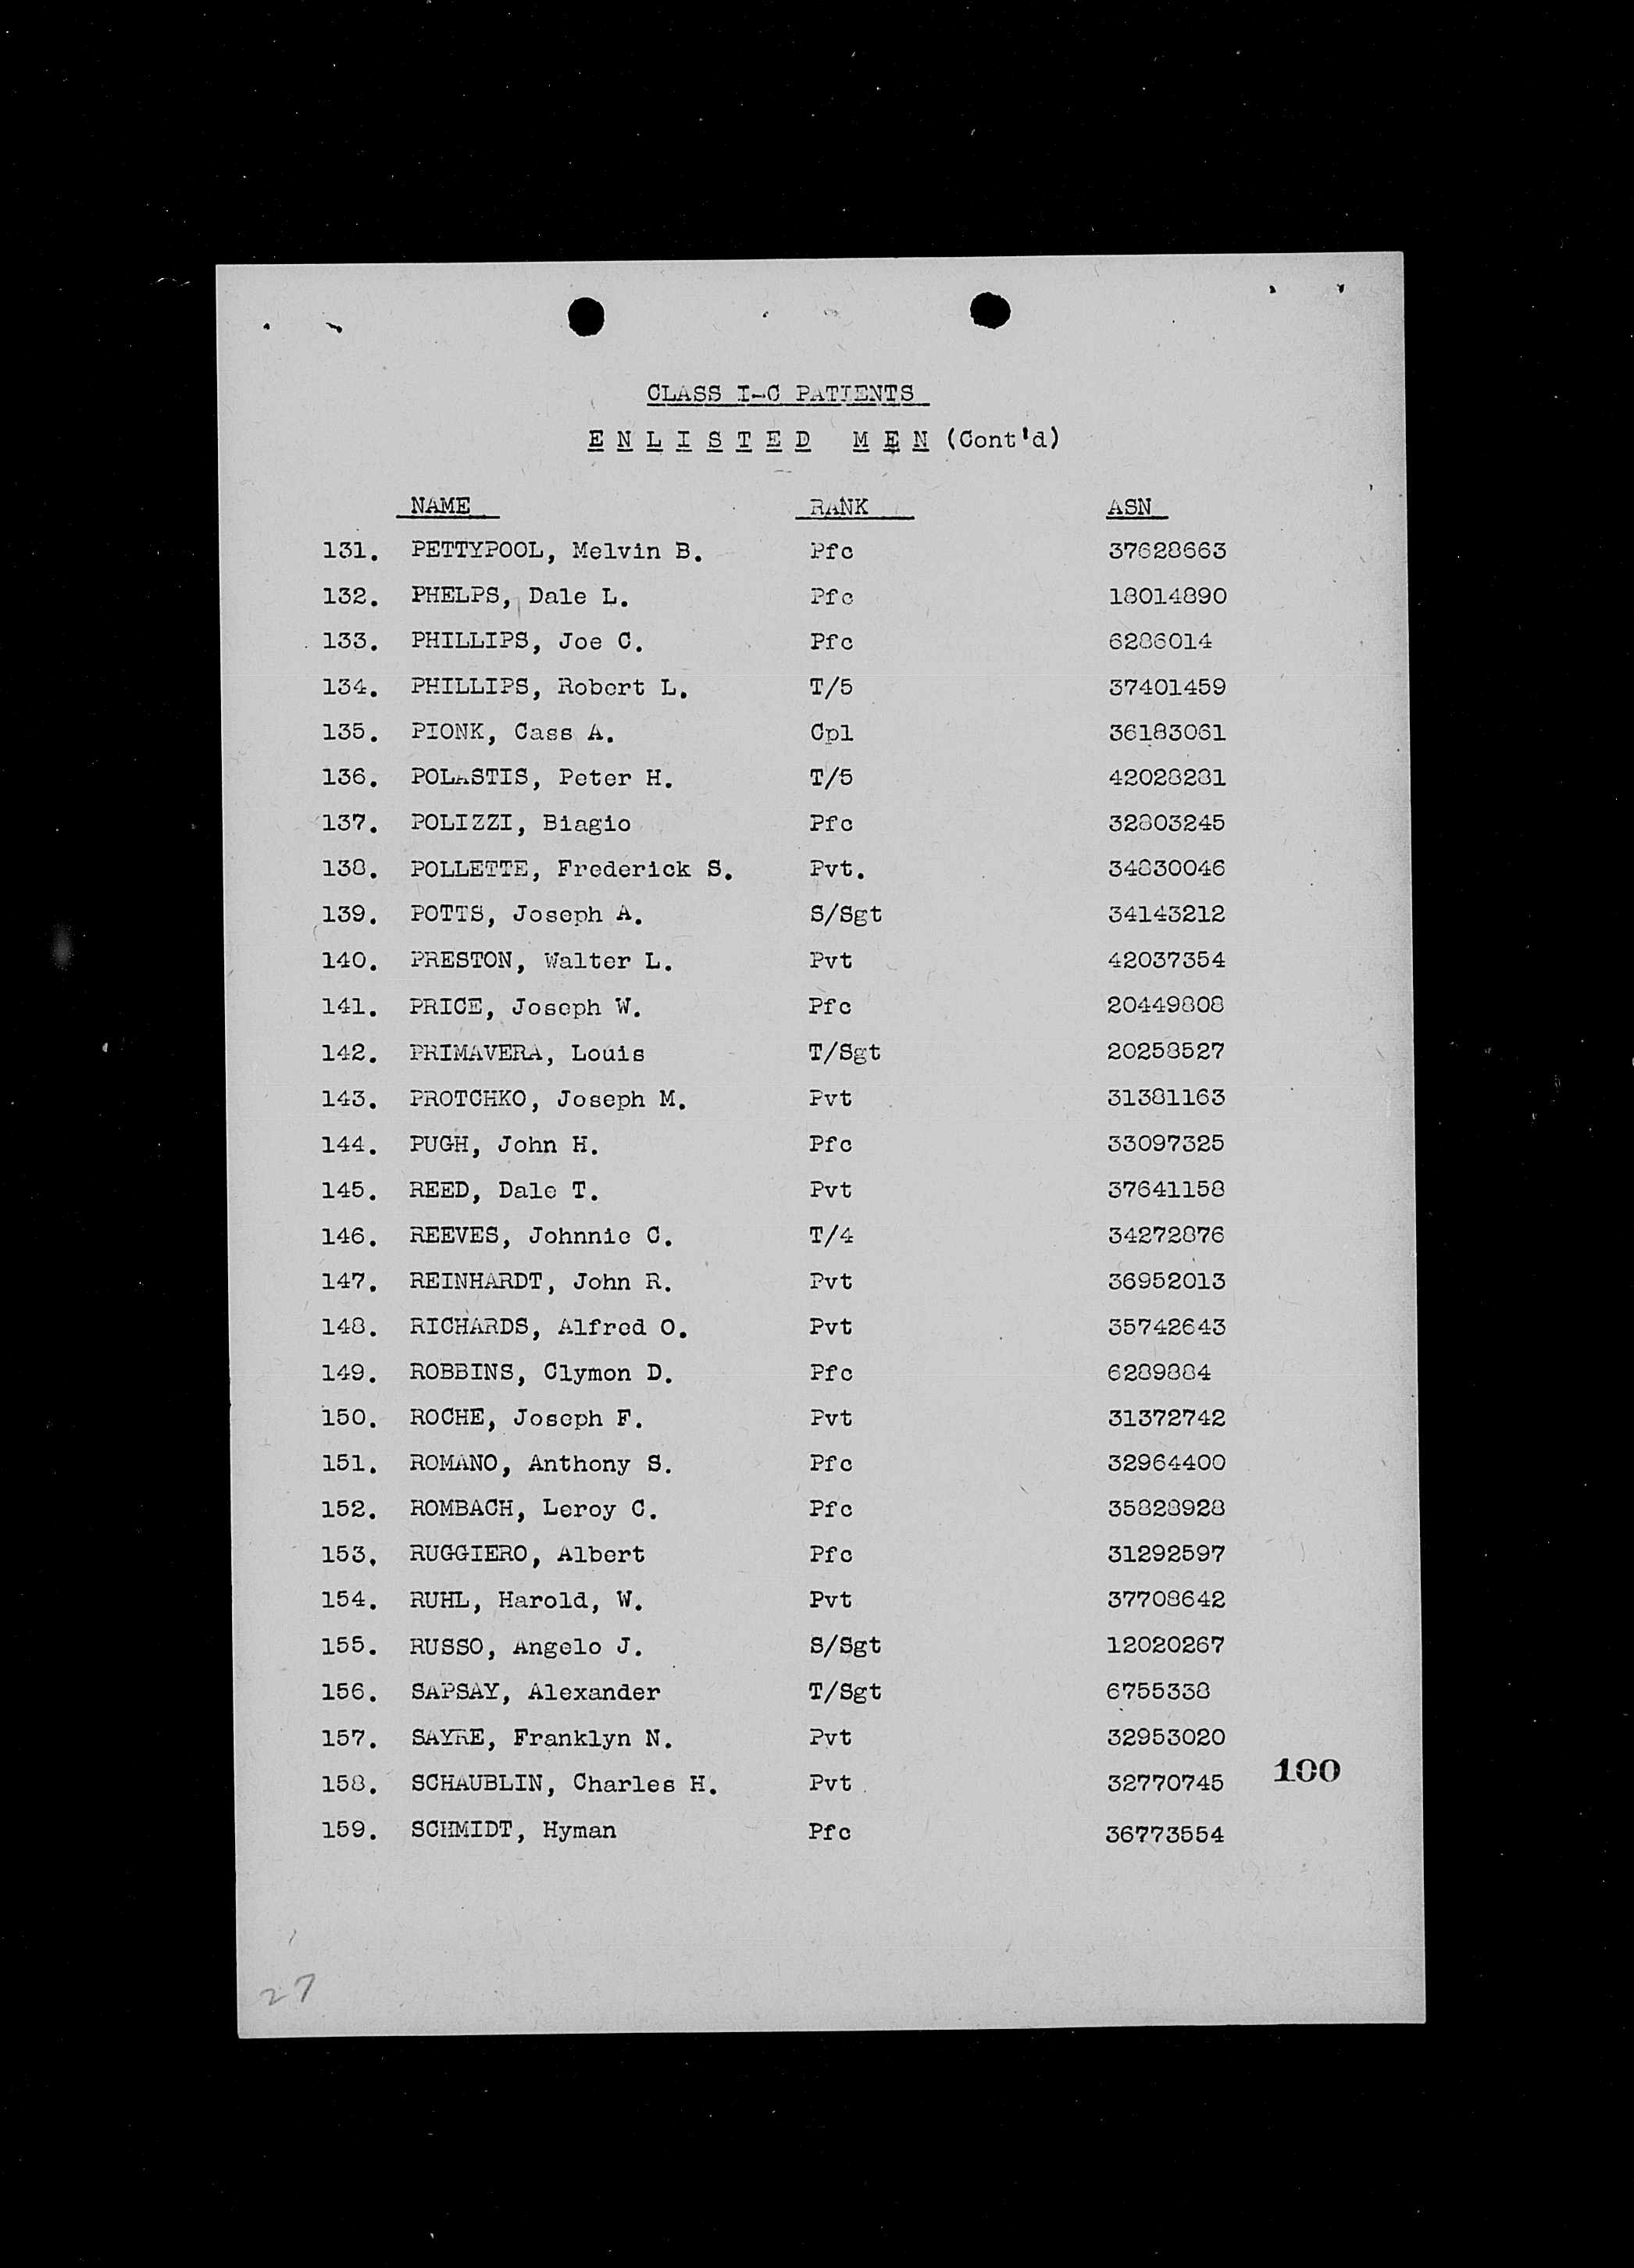 CLASS I-C PATIENTS
E N L I S T E D M E N (Cont'd)
NAME RANK ASN
131. PETTYPOOL, Melvin B. Pfc 37628663
132. PHELPS, Dale L. Pfc 18014890
133. PHILLIPS, Joe C. Pfc 6286014
134. PHILLIPS, Robert L. T/5 37401459
135. PIONK, Cass A. Cpl 36183061
136. POLASTIS, Peter H. T/5 42028281
137. POLIZZI, Biagio Pfc 32803245
138. POLLETTE, Frederick S. Pvt. 34830046
139. POTTS, Joseph A. S/Sgt 34143212
140. PRESTON, Walter L. Pvt 42037354
141. PRICE, Joseph W. Pfc 20449808
142. PRIMAVERA, Louis T/Sgt 20258527
143. PROTCHKO, Joseph M. Pvt 31381163
144. PUGH, John H. Pfc 33097325
145. REED, Dale T. Pvt 37641158
146. REEVES, Johnnie C. T/4 34272876
147. REINHARDT, John R. Pvt 36952013
148. RICHARDS, Alfred O. Pvt 35742643
149. ROBBINS, Clymon D. Pfc 6289884
150. ROCHE, Joseph F. Pvt 31372742
151. ROMANO, Anthony S. Pfc 32964400
152. ROMBACH, Leroy C. Pfc 35828928
153. RUGGIERO, Albert Pfc 31292597
154. RUHL, Harold, W. Pvt 37708642
155. RUSSO, Angelo J. S/Sgt 12020267
156. SAPSAY, Alexander T/Sgt 6755338
157. SAYRE, Franklyn N. Pvt 32953020
158. SCHAUBLIN, Charles H. Pvt 32770745
100
159. SCHMIDT, Hyman Pfc 36773554
27